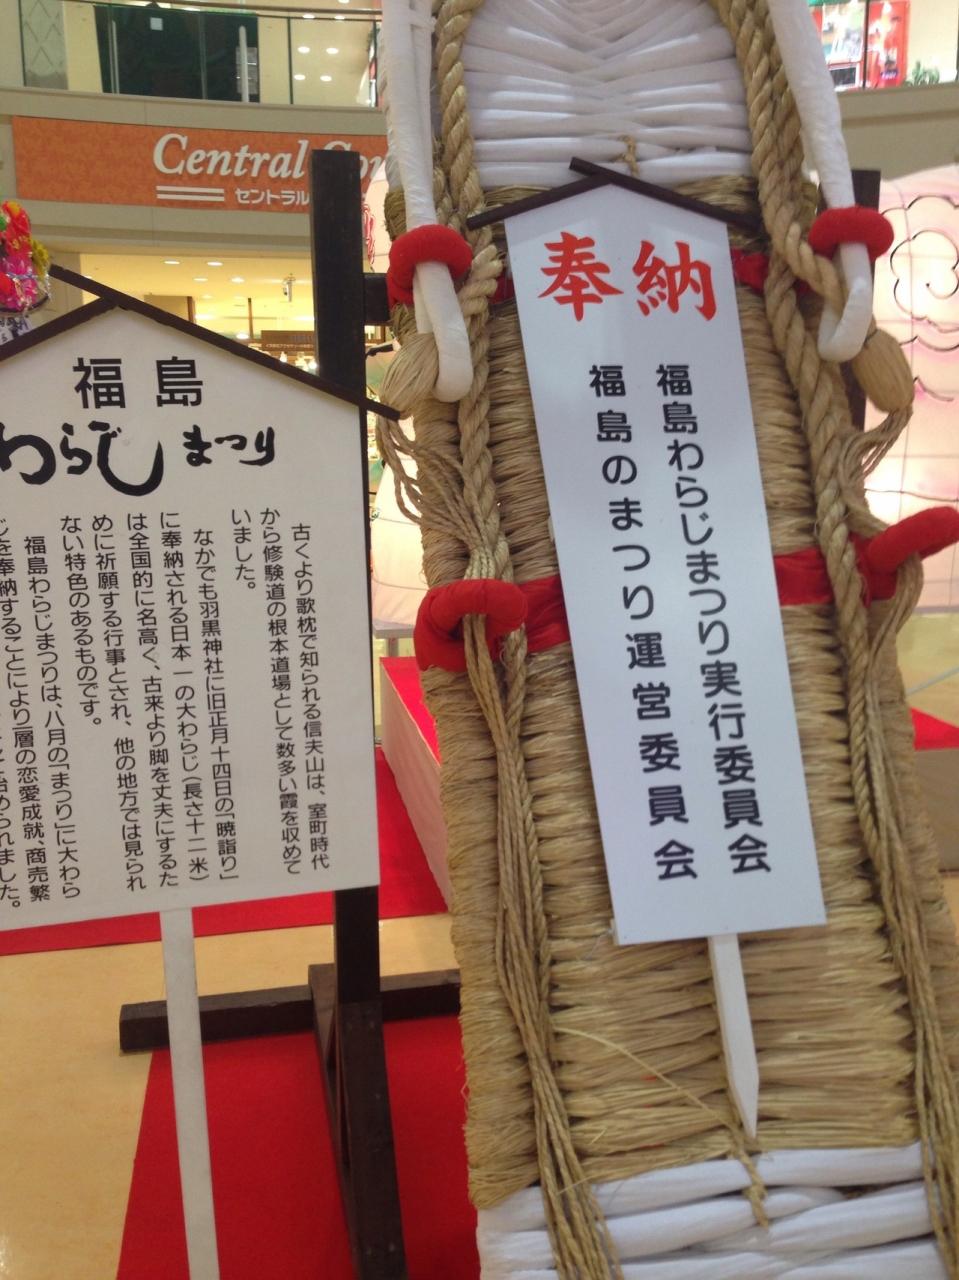 Central
セントラル
福島
わらじまつり
古くより歌枕で知られる信夫山は、室町時代
から修験道の根本道場として数多い霞を収めて
いました。
なかでも羽黒神社に旧正月十四日の「暁詣り」
に奉納される日本一の大わらじ(長さ十二米)
は全国的に名高く、古来より脚を丈夫にするた
めに祈願する行事とされ、他の地方では見られ
ない特色のあるものです。
福島わらじまつりは、八月の「まつり」に大わら
じを奉納することにより一層の恋愛成就、商売繁
始められました。
奉納
福島わらじまつり実行委員会
福島のまつり運営委員会